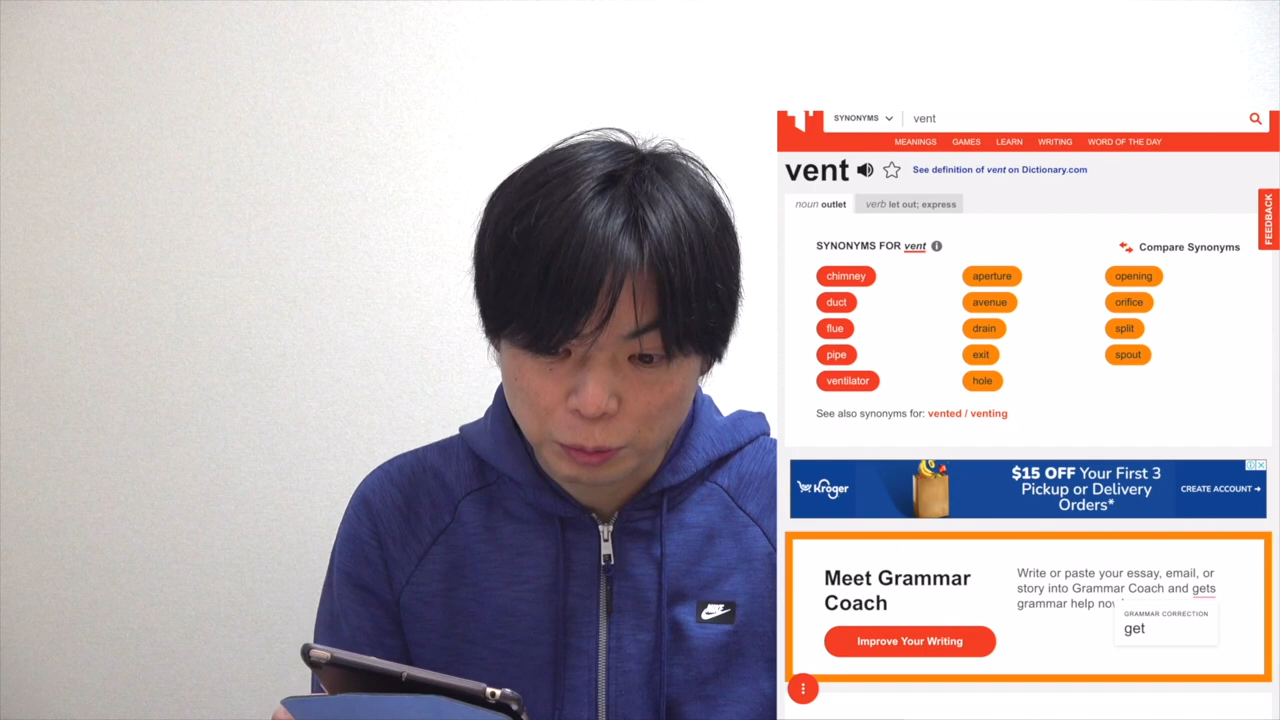 SYNONYMS
vent
MEANINGS GAMES LEARN WRITING WORD OF THE DAY
vent
See definition of vent on Dictionary.com
noun outlet
verb let out; express
FEEDBACK
SYNONYMS FOR vent
Compare Synonyms
chimney aperture opening
duct avenue orifice
flue drain split
pipe exit spout
ventilator hole
See also synonyms for: vented / venting
Kroger
$15 OFF Your First 3
Pickup or Delivery
Orders*
CREATE ACCOUNT
Meet Grammar
Coach
Improve Your Writing
Write or paste your essay, email, or
story into Grammar Coach and gets
grammar help now
GRAMMAR CORRECTION
get
NIKE